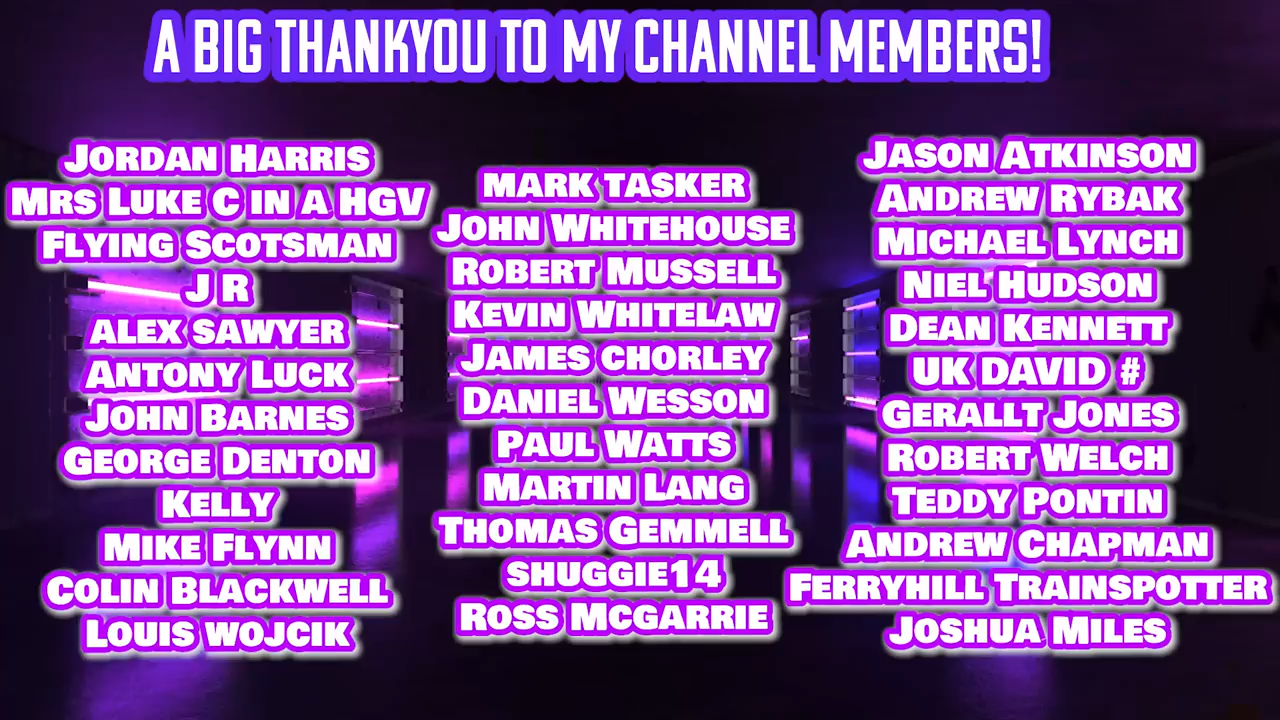 A BIG THANKYOU TO MY CHANNEL MEMBERS!
Jordan Harris
Mrs Luke C in a HGV
Flying Scotsman
J R
alex sawyer
Antony Luck
John Barnes
George Denton
Kelly
Mike Flynn
Colin Blackwell
Louis wojcik
mark tasker
John Whitehouse
Robert Mussell
Kevin Whitelaw
James chorley
Daniel Wesson
Paul Watts
Martin Lang
Thomas Gemmell
shuggie14
Ross Mcgarrie
Jason Atkinson
Andrew Rybak
Michael Lynch
Niel Hudson
Dean Kennett
UK DAVID #
Gerallt Jones
Robert Welch
Teddy Pontin
Andrew Chapman
Ferryhill Trainspotter
Joshua Miles